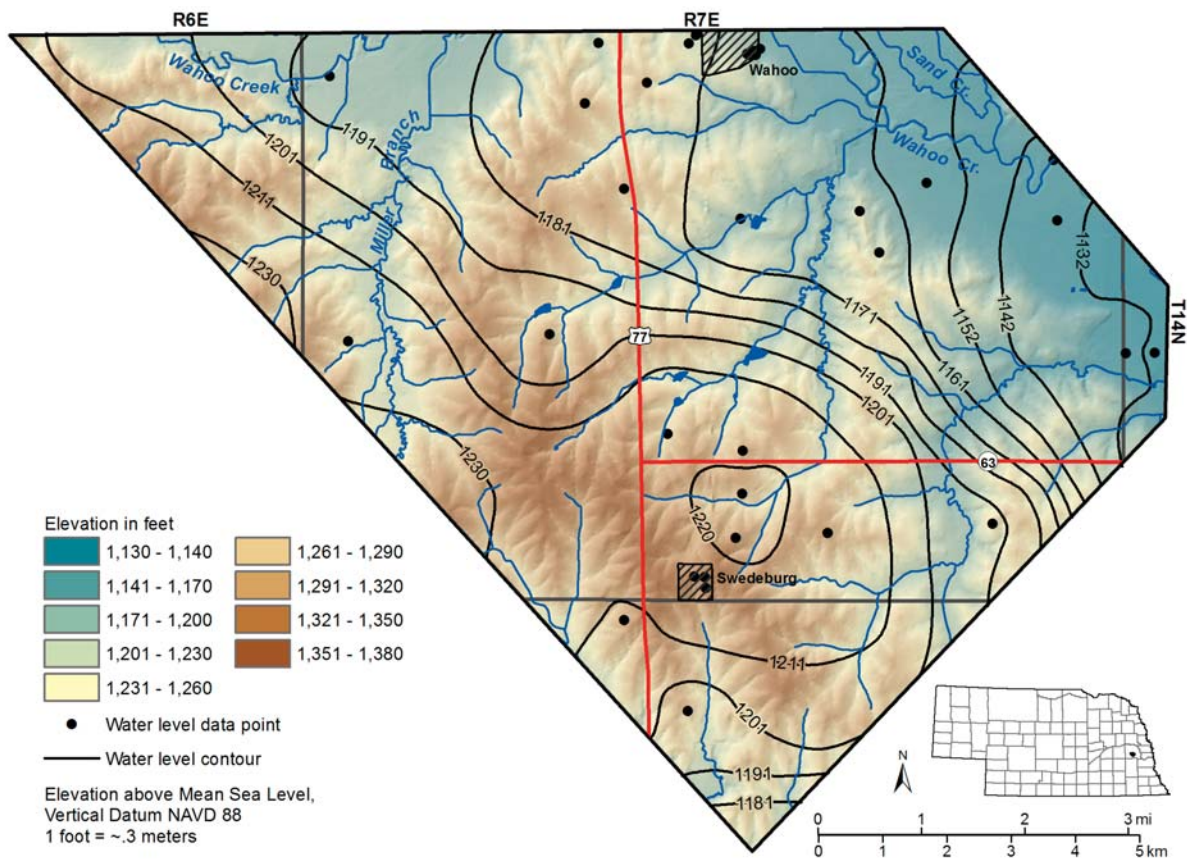 R6E
R7E
Wahoo
Sand Cr.
Wahoo Creek
Wahoo Cr.
Miller Branch
1191
1201
1211
1181
1230
1132
T14N
1171
1142
1152
1161
77
1191
1201
63
1230
1220
Swedeburg
1211
1201
1191
1181
Elevation in feet
1,130 - 1,140
1,141 - 1,170
1,171 - 1,200
1,201 - 1,230
1,231 - 1,260
1,261 - 1,290
1,291 - 1,320
1,321 - 1,350
1,351 - 1,380
Water level data point
Water level contour
Elevation above Mean Sea Level,
Vertical Datum NAVD 88
1 foot = ~.3 meters
N
0 1 2 3 mi
0 1 2 3 4 5 km